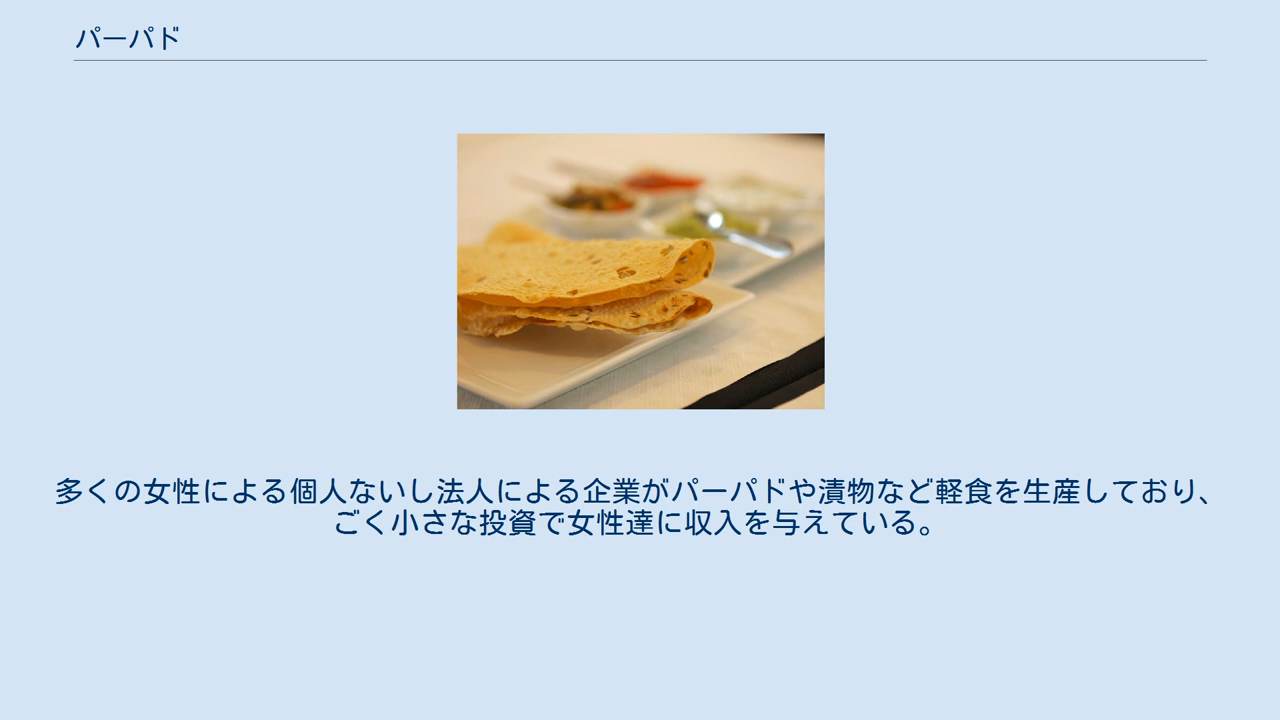 パーパド
多くの女性による個人ないし法人による企業がパーパドや漬物など軽食を生産しており、
ごく小さな投資で女性達に収入を与えている。